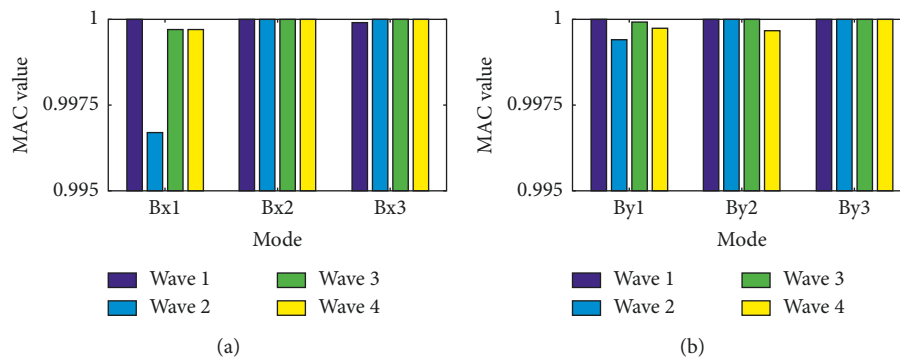 MAC value
1
0.9975
0.995
Bx1 Bx2 Bx3
Mode
Wave 1 Wave 3
Wave 2 Wave 4
(a)
MAC value
1
0.9975
0.995
By1 By2 By3
Mode
Wave 1 Wave 3
Wave 2 Wave 4
(b)